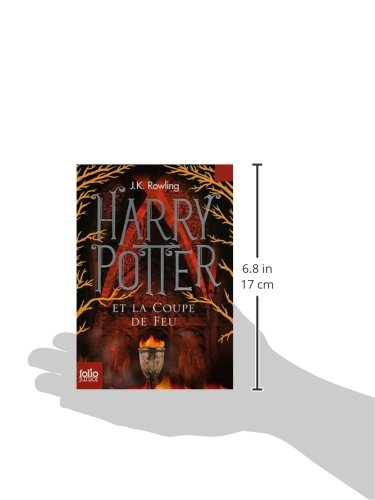 J.K. Rowling
HARRY
POTTER
ET LA COUPE
DE FEU
folio
JUNIOR
6.8 in
17 cm